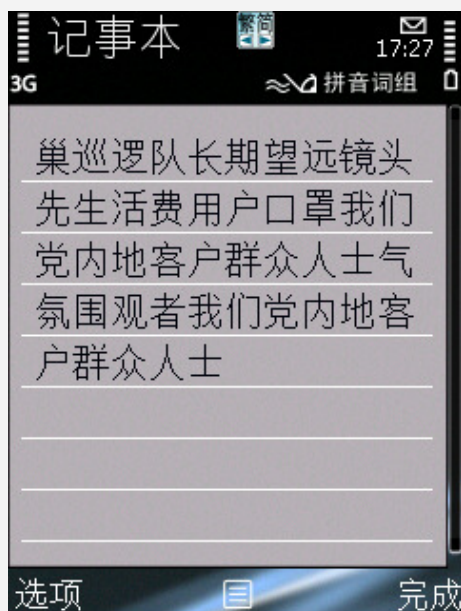 记事本
繁简
17:27
3G
拼音词组
巢巡逻队长期望远镜头
先生活费用户口罩我们
党内地客户群众人士气
氛围观者我们党内地客
户群众人士
选项
完成